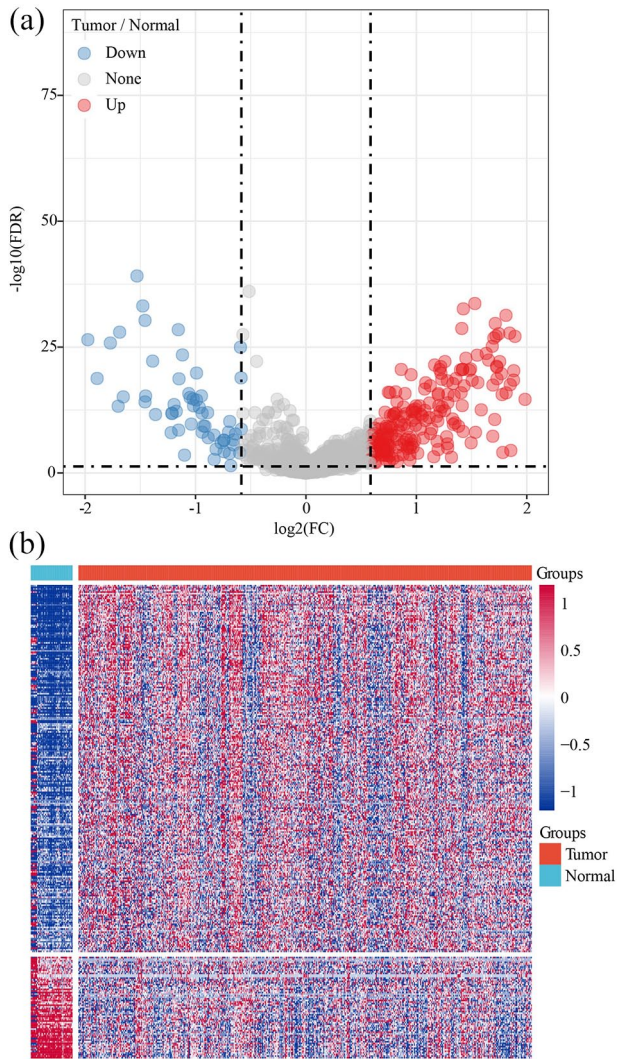 (a)
Tumor / Normal
Down
None
Up
75
50
25
0
-log10(FDR)
-2
-1
0
1
2
log2(FC)
(b)
Groups
1
0.5
0
−0.5
−1
Groups
Tumor
Normal